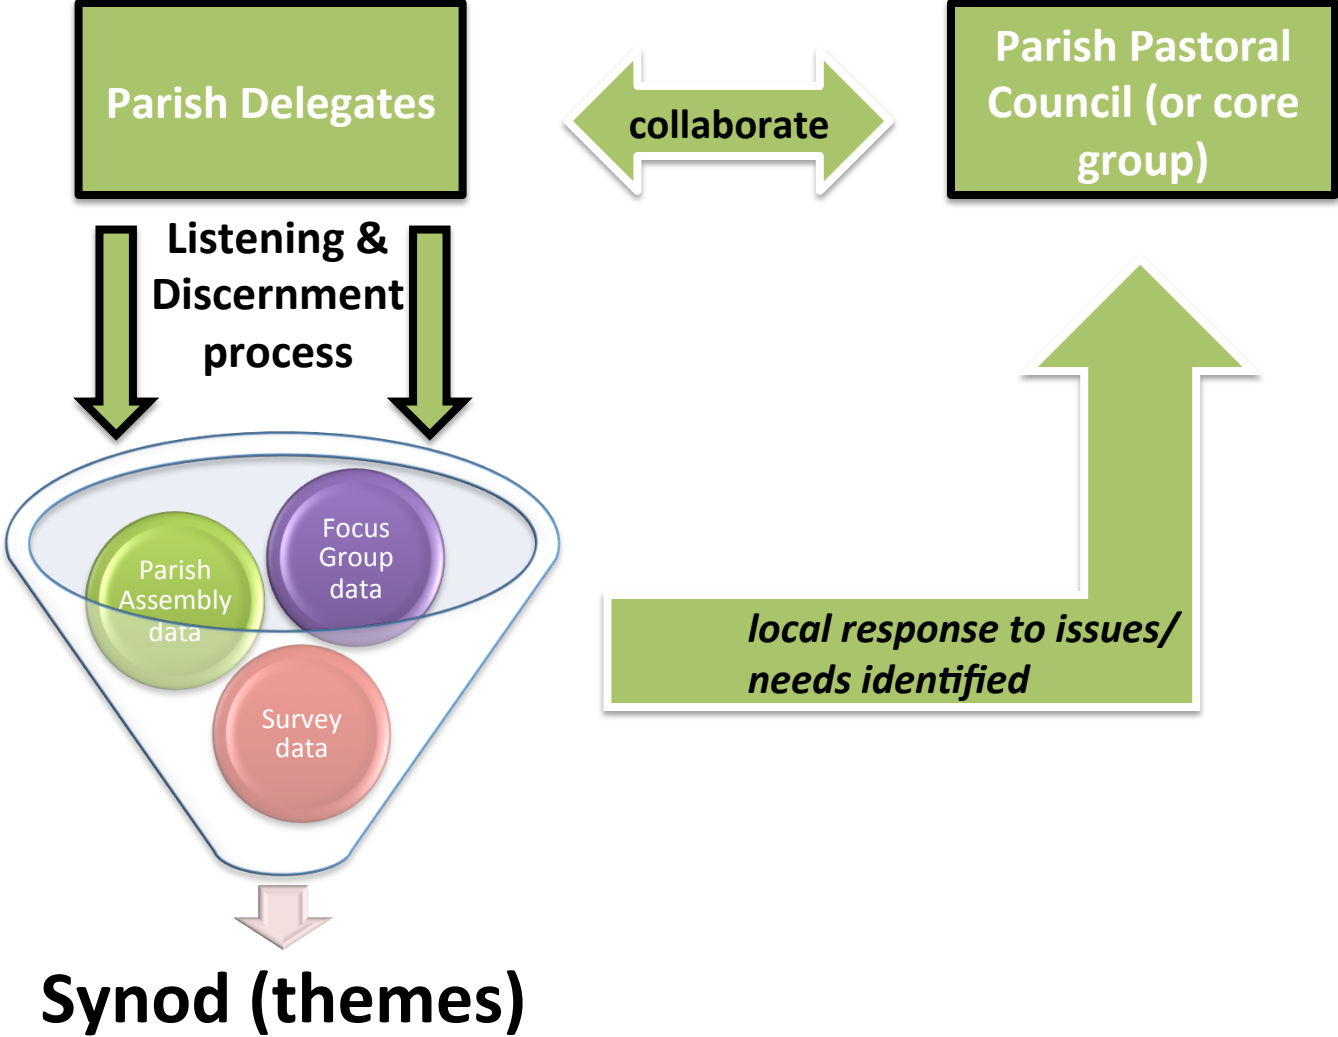 Parish Delegates
collaborate
Parish Pastoral
Council (or core
group)
Listening &
Discernment
process
Focus
Group
data
Parish
Assembly
data
Survey
data
local response to issues/
needs identified
Synod (themes)